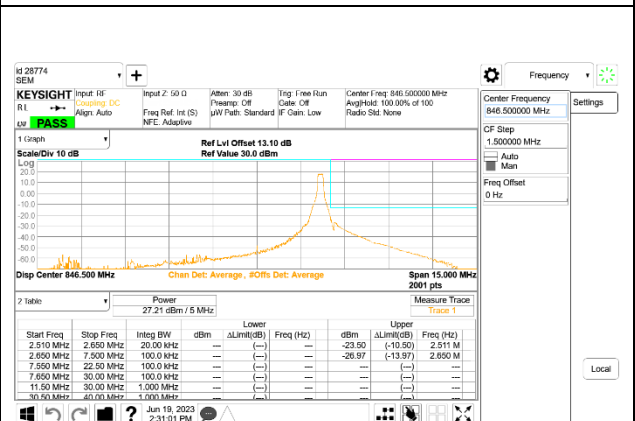 Id 28774
SEM
Frequency
KEYSIGHT Input: RF Input Z: 50 Ω Atten: 30 dB Trig: Free Run Center Freq: 846.500000 MHz
RL Coupling: DC Preamp: Off Gate: Off Avg|Hold: 100.00% of 100
Align: Auto Freq Ref: Int (S) µW Path: Standard IF Gain: Low Radio Std: None
PASS NFE: Adaptive
Center Frequency
846.500000 MHz
Settings
CF Step
1.500000 MHz
Auto
Man
Freq Offset
0 Hz
1 Graph
Ref Lvl Offset 13.10 dB
Scale/Div 10 dB Ref Value 30.0 dBm
Log
20.0
10.0
0.00
-10.0
-20.0
-30.0
-40.0
-50.0
-60.0
Disp Center 846.500 MHz Chan Det: Average , #Offs Det: Average Span 15.000 MHz
2001 pts
2 Table Power Measure Trace
27.21 dBm / 5 MHz Trace 1
Lower Upper
Start Freq Stop Freq Integ BW dBm ΔLimit(dB) Freq (Hz) dBm ΔLimit(dB) Freq (Hz)
2.510 MHz 2.650 MHz 20.00 kHz --- (---) --- -23.50 (-10.50) 2.511 M
2.650 MHz 7.500 MHz 100.0 kHz --- (---) --- -26.97 (-13.97) 2.650 M
7.550 MHz 22.50 MHz 100.0 kHz --- (---) --- --- (---) ---
7.650 MHz 30.00 MHz 100.0 kHz --- (---) --- --- (---) ---
11.50 MHz 30.00 MHz 1.000 MHz --- (---) --- --- (---) ---
30.50 MHz 40.00 MHz 1.000 MHz --- (---) --- --- (---) ---
Local
? Jun 19, 2023
2:31:01 PM